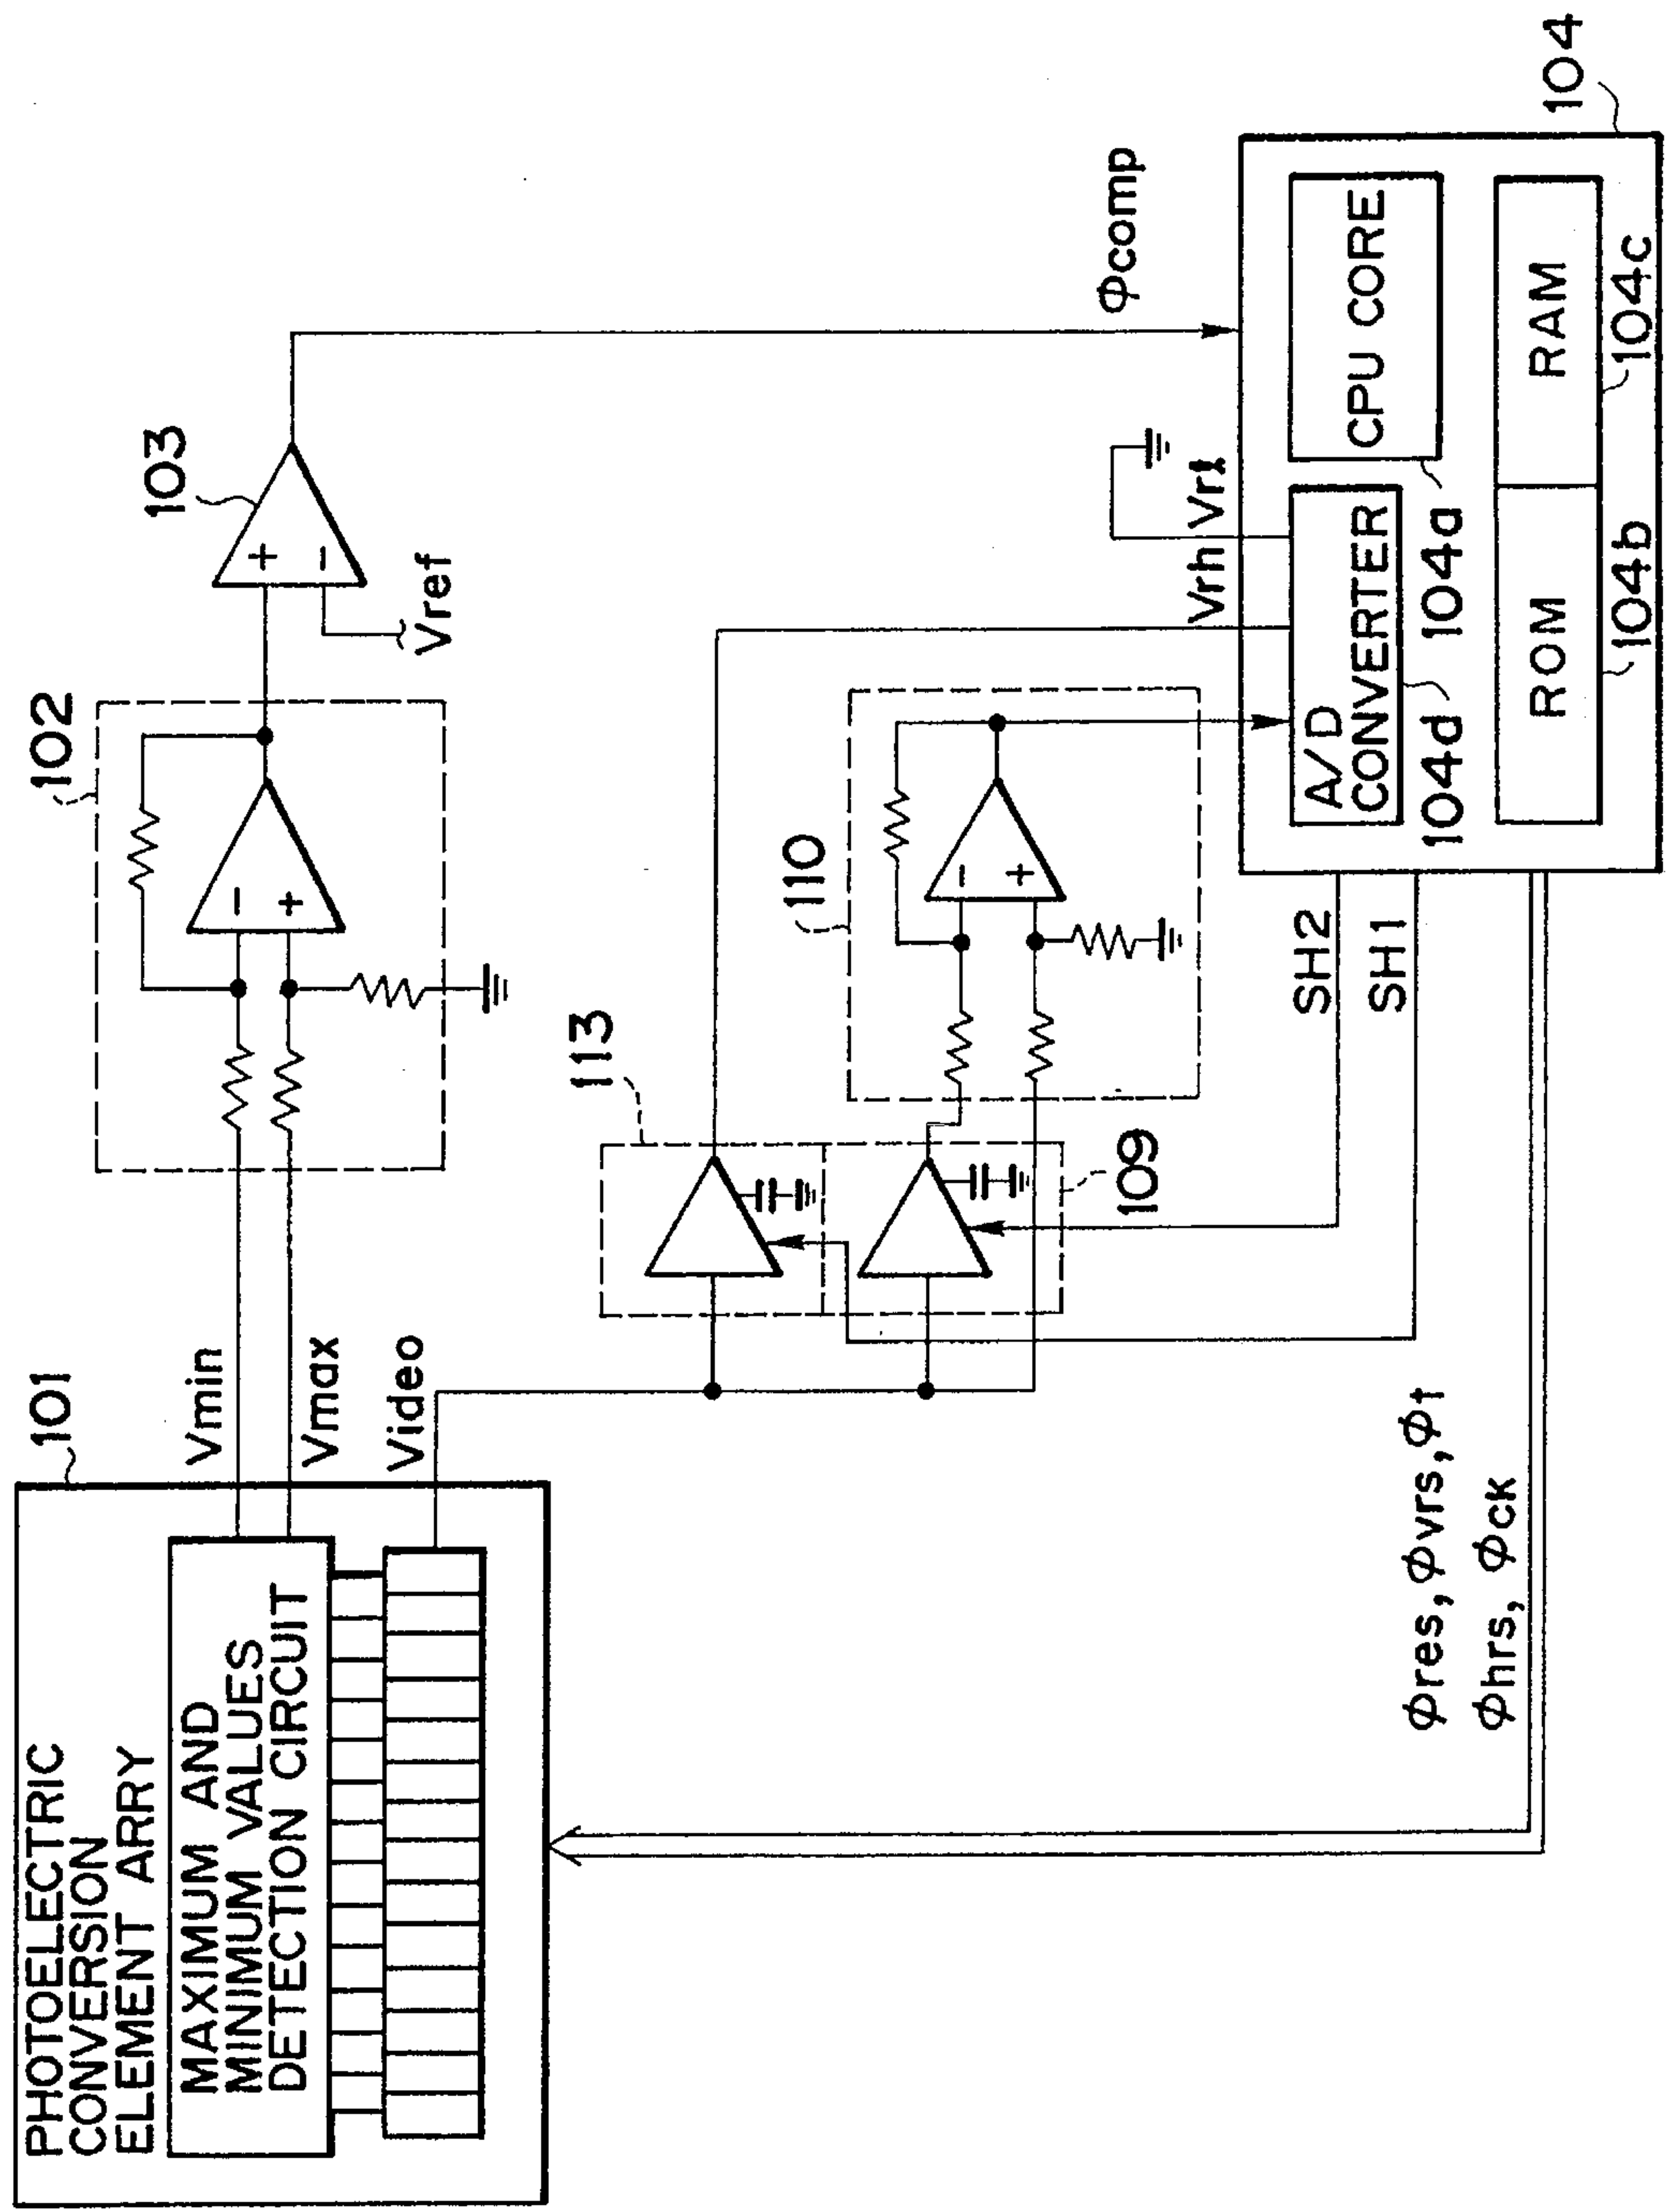 PHOTOELECTRIC
CONVERSION
ELEMENT ARRY
101
MAXIMUM AND
MINIMUM VALUES
DETECTION CIRCUIT
Vmin
Vmax
Video
102
−
+
103
+
−
Vref
113
109
110
−
+
φcomp
Vrh
Vrl
SH2
SH1
φres, φvrs, φt
φhrs, φck
104
A/D
CONVERTER
104d
CPU CORE
104a
ROM
104b
RAM
104c